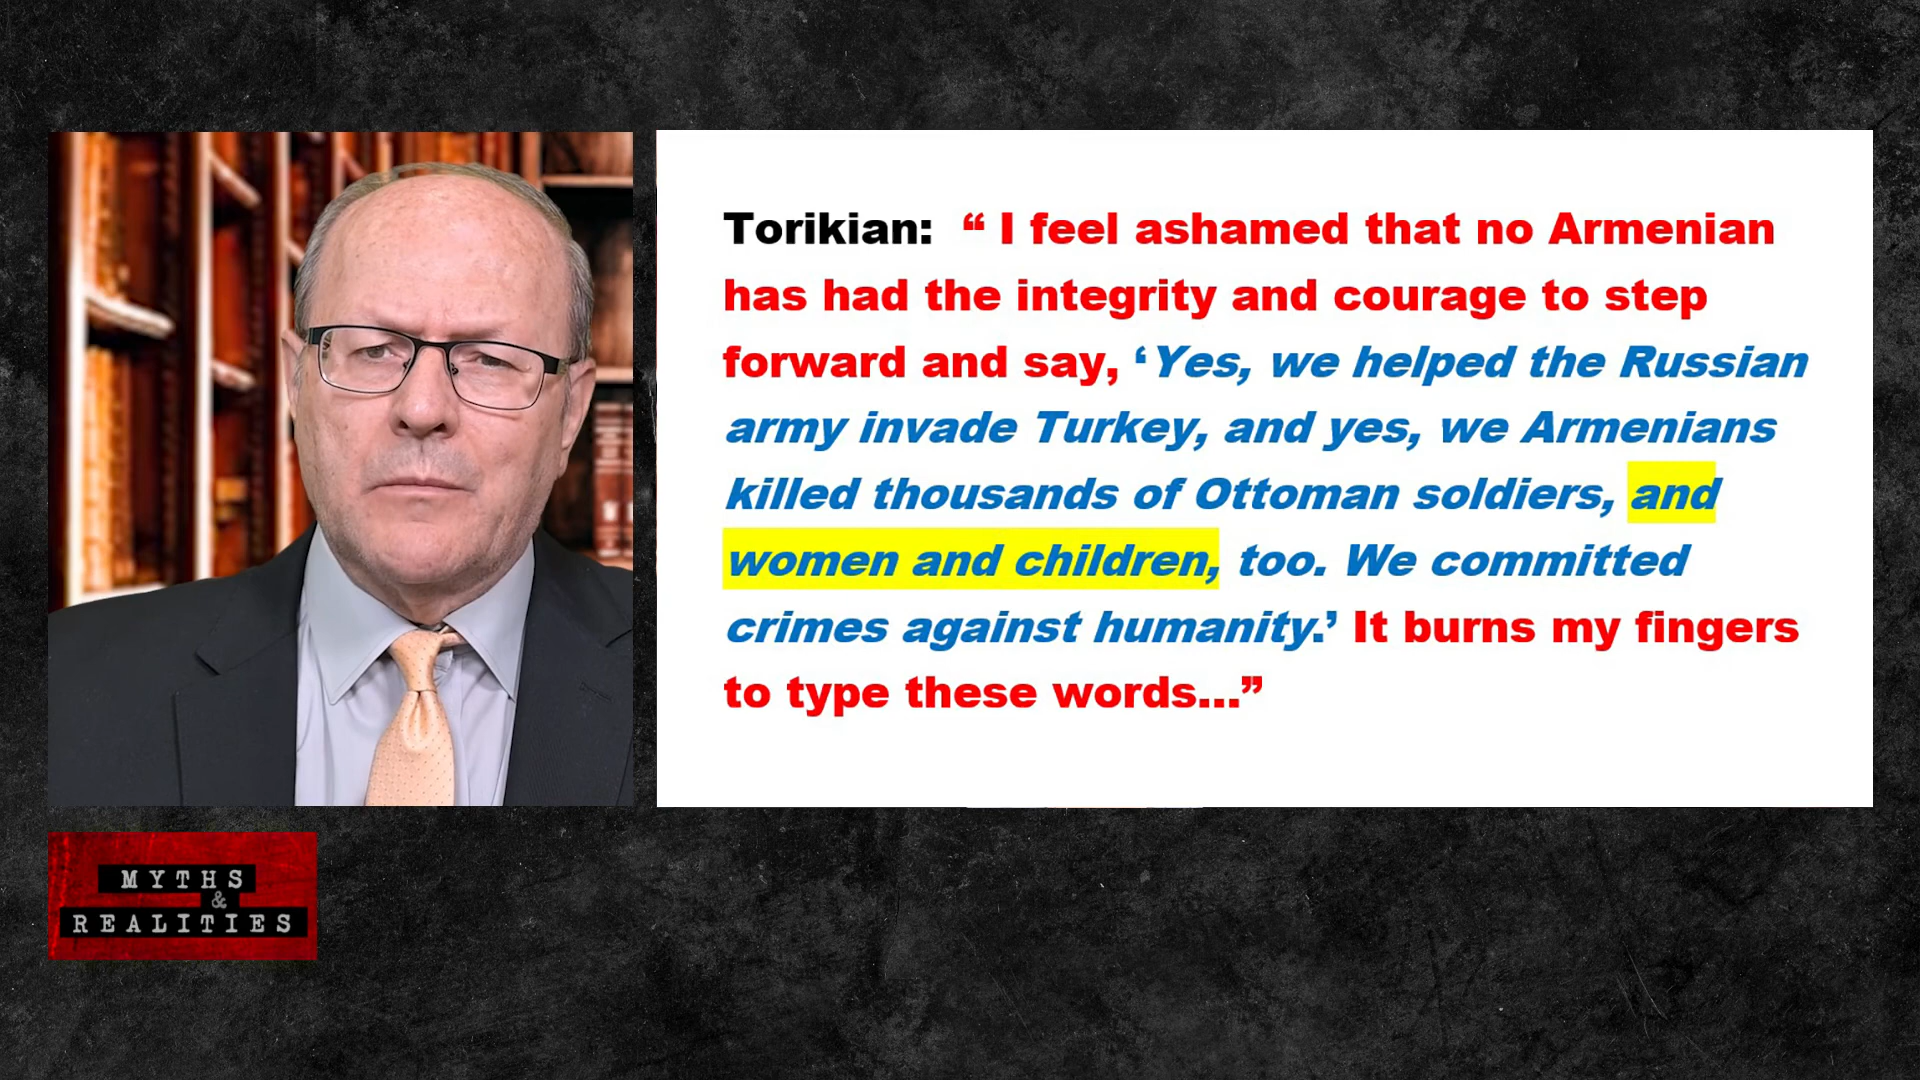 Torikian: “ I feel ashamed that no Armenian
has had the integrity and courage to step
forward and say, ‘Yes, we helped the Russian
army invade Turkey, and yes, we Armenians
killed thousands of Ottoman soldiers, and
women and children, too. We committed
crimes against humanity.’ It burns my fingers
to type these words...”
MYTHS
&
REALITIES